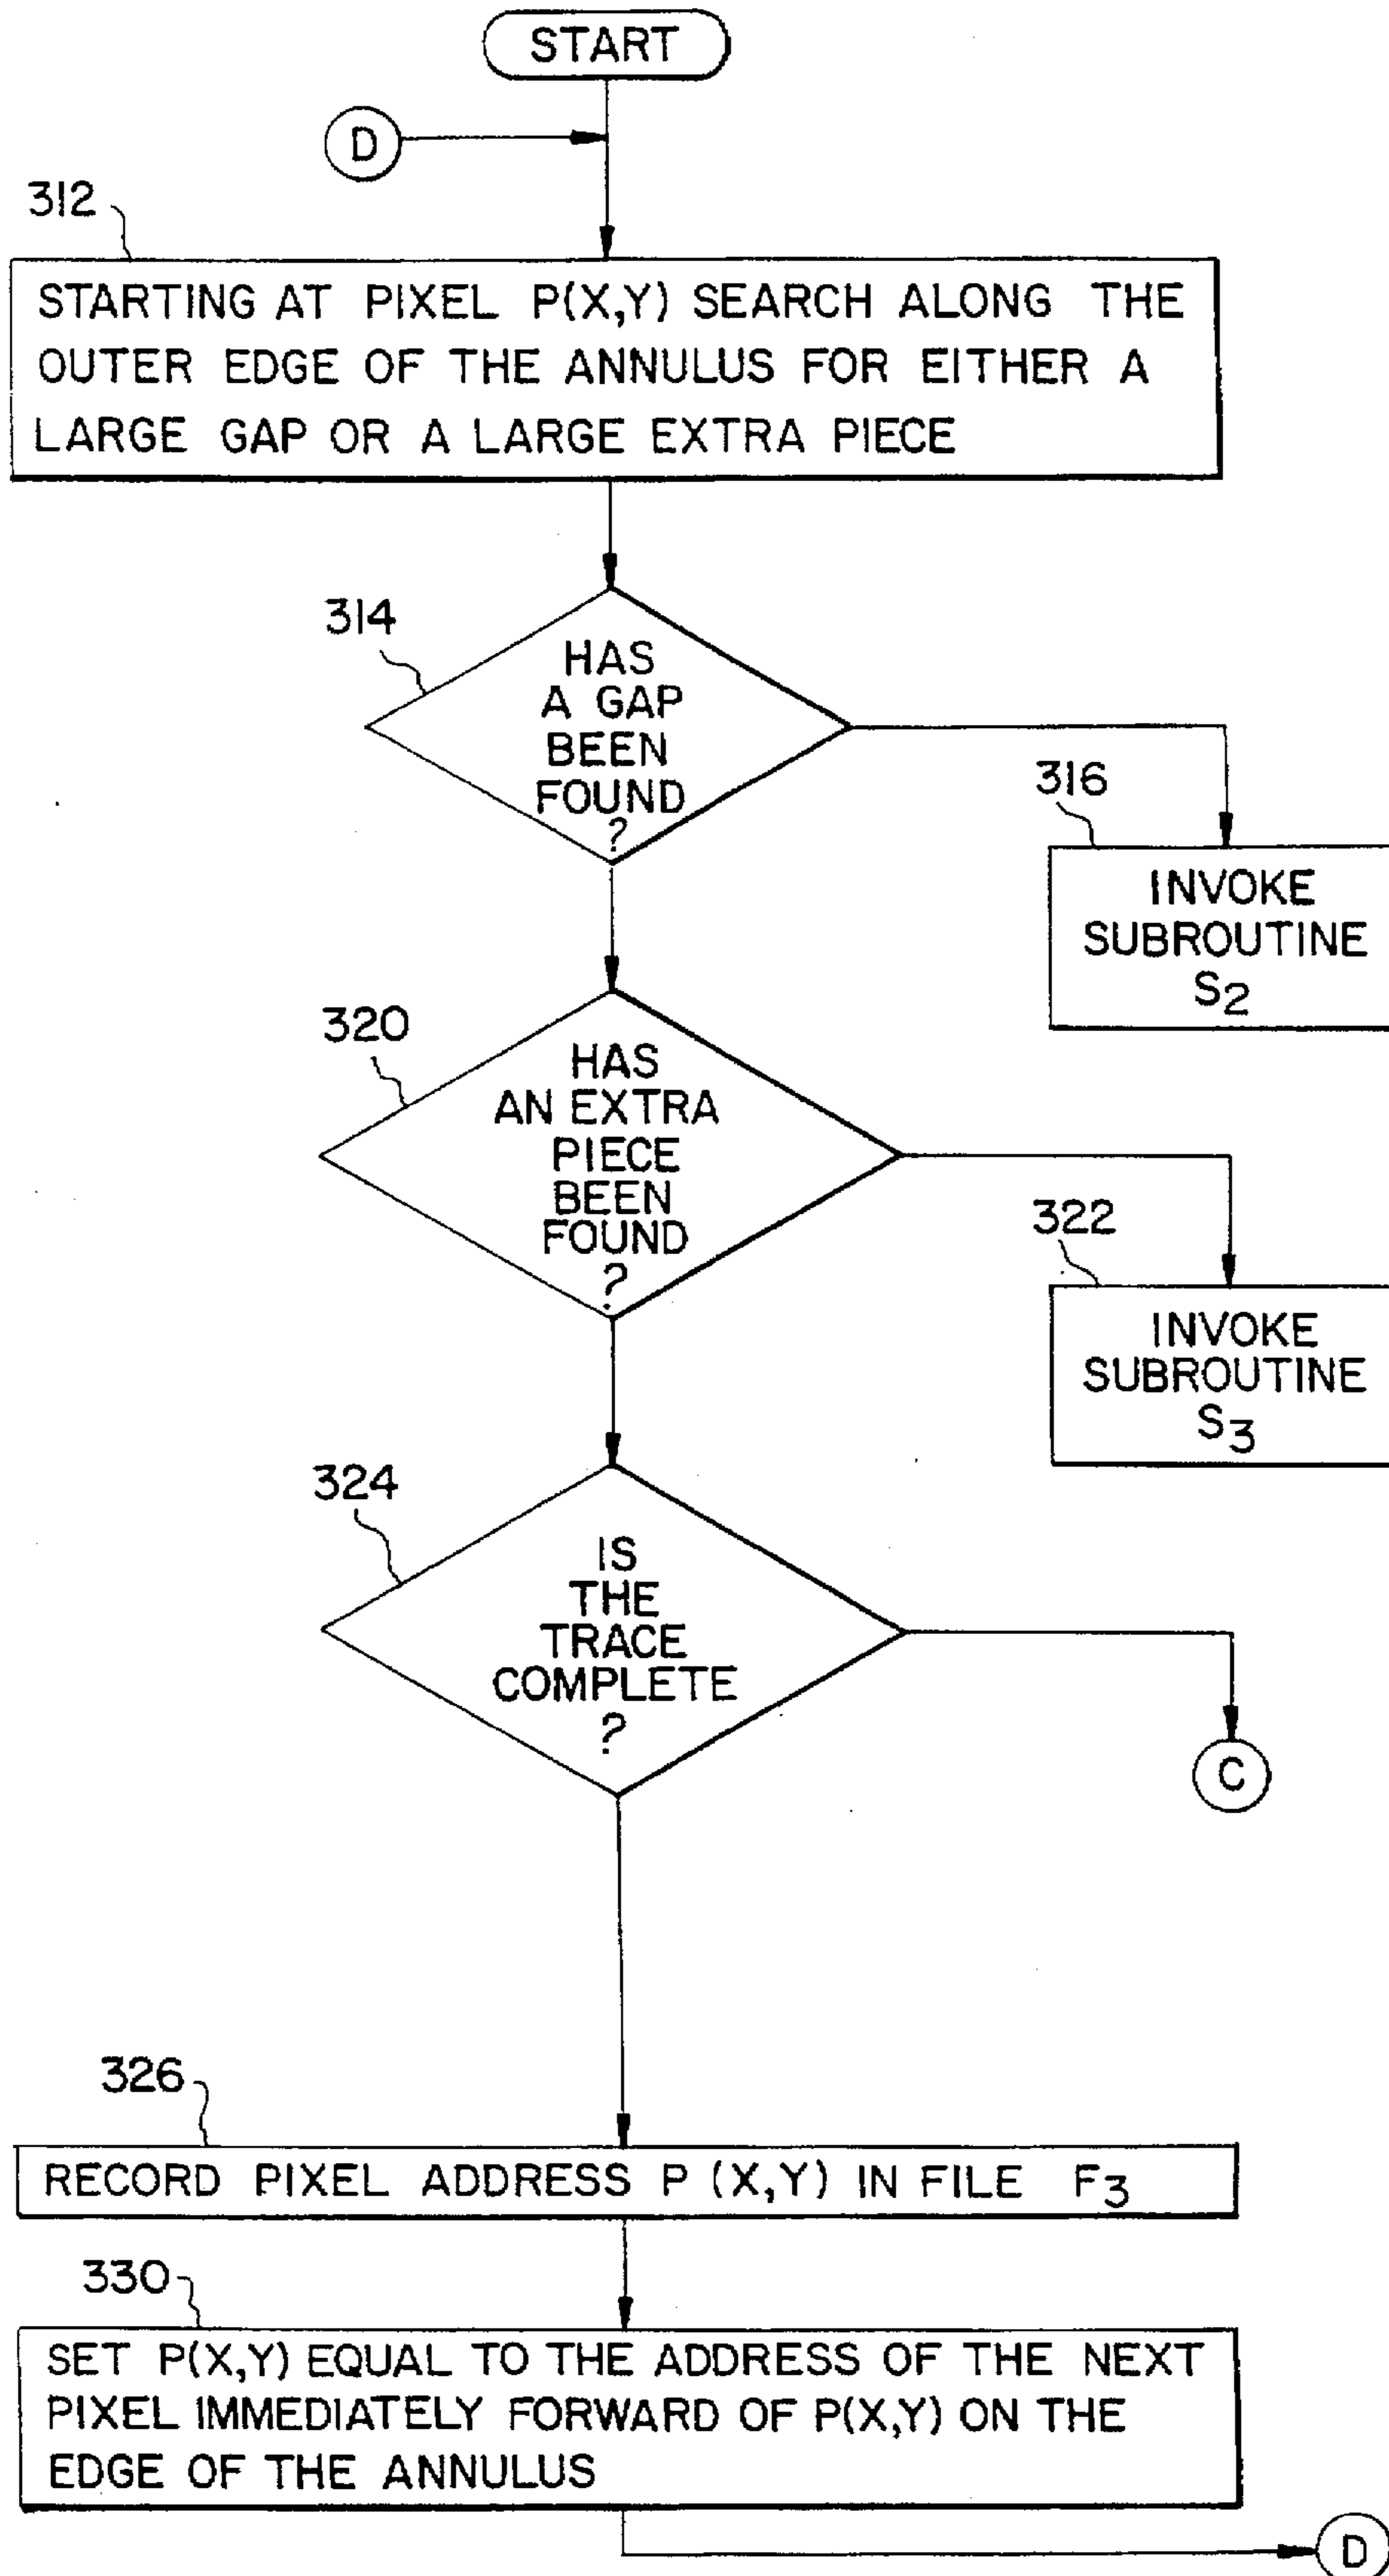 START
D
312
STARTING AT PIXEL P(X,Y) SEARCH ALONG THE
OUTER EDGE OF THE ANNULUS FOR EITHER A
LARGE GAP OR A LARGE EXTRA PIECE
314
HAS
A GAP
BEEN
FOUND
?
316
INVOKE
SUBROUTINE
S2
320
HAS
AN EXTRA
PIECE
BEEN
FOUND
?
322
INVOKE
SUBROUTINE
S3
324
IS
THE
TRACE
COMPLETE
?
C
326
RECORD PIXEL ADDRESS P (X,Y) IN FILE F3
330
SET P(X,Y) EQUAL TO THE ADDRESS OF THE NEXT
PIXEL IMMEDIATELY FORWARD OF P(X,Y) ON THE
EDGE OF THE ANNULUS
D